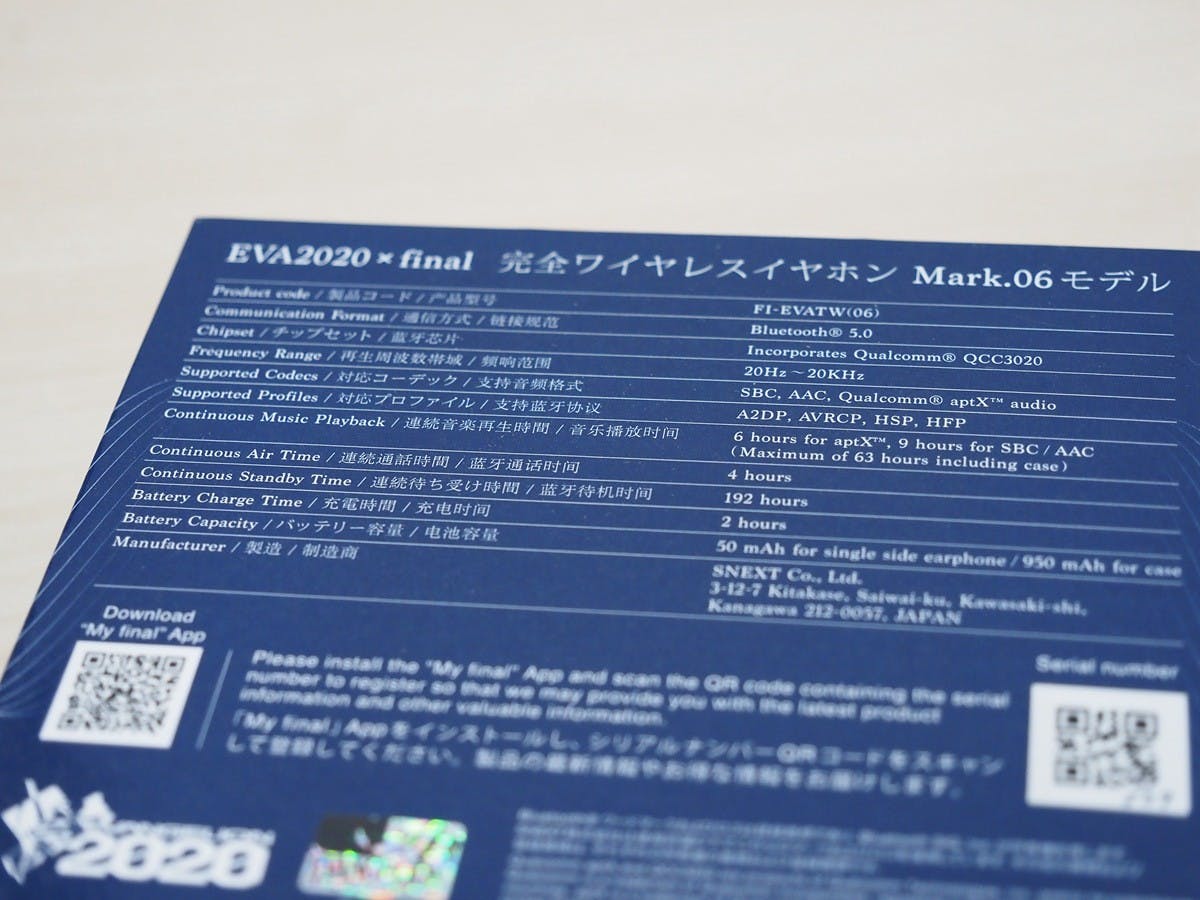 EVA2020×final 完全ワイヤレスイヤホン Mark.06モデル
Product code / 製品コード / 产品型号 FI-EVATW(06)
Communication Format / 通信方式 / 链接规范 Bluetooth® 5.0
Chipset / チップセット / 蓝牙芯片 Incorporates Qualcomm® QCC3020
Frequency Range / 再生周波数帯域 / 频响范围 20Hz～20KHz
Supported Codecs / 対応コーデック / 支持音频格式 SBC, AAC, Qualcomm® aptX™ audio
Supported Profiles / 対応プロファイル / 支持蓝牙协议 A2DP, AVRCP, HSP, HFP
Continuous Music Playback / 連続音楽再生時間 / 音乐播放时间 6 hours for aptX™, 9 hours for SBC / AAC
(Maximum of 63 hours including case)
Continuous Air Time / 連続通話時間 / 蓝牙通话时间 4 hours
Continuous Standby Time / 連続待ち受け時間 / 蓝牙待机时间 192 hours
Battery Charge Time / 充電時間 / 充电时间 2 hours
Battery Capacity / バッテリー容量 / 电池容量 50 mAh for single side earphone / 950 mAh for case
Manufacturer / 製造 / 制造商 SNEXT Co., Ltd.
3-12-7 Kitakase, Saiwai-ku, Kawasaki-shi,
Kanagawa 212-0057, JAPAN
Download
"My final" App
Please install the "My final" App and scan the QR code containing the serial
number to register so that we may provide you with the latest product
information and other valuable information.
「My final」Appをインストールし、シリアルナンバーQRコードをスキャン
して登録してください。製品の最新情報やお得な情報をお届けします。
Serial number
EVANGELION
2020